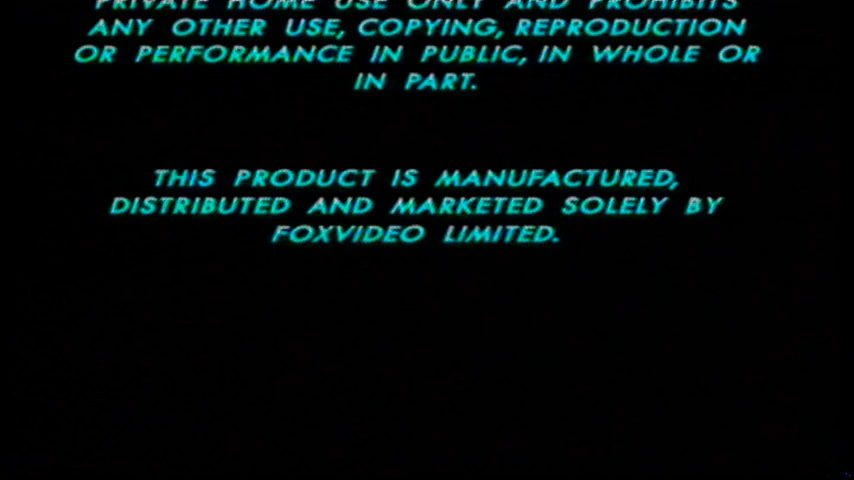 PRIVATE HOME USE ONLY AND PROHIBITS
ANY OTHER USE, COPYING, REPRODUCTION
OR PERFORMANCE IN PUBLIC, IN WHOLE OR
IN PART.
THIS PRODUCT IS MANUFACTURED,
DISTRIBUTED AND MARKETED SOLELY BY
FOXVIDEO LIMITED.